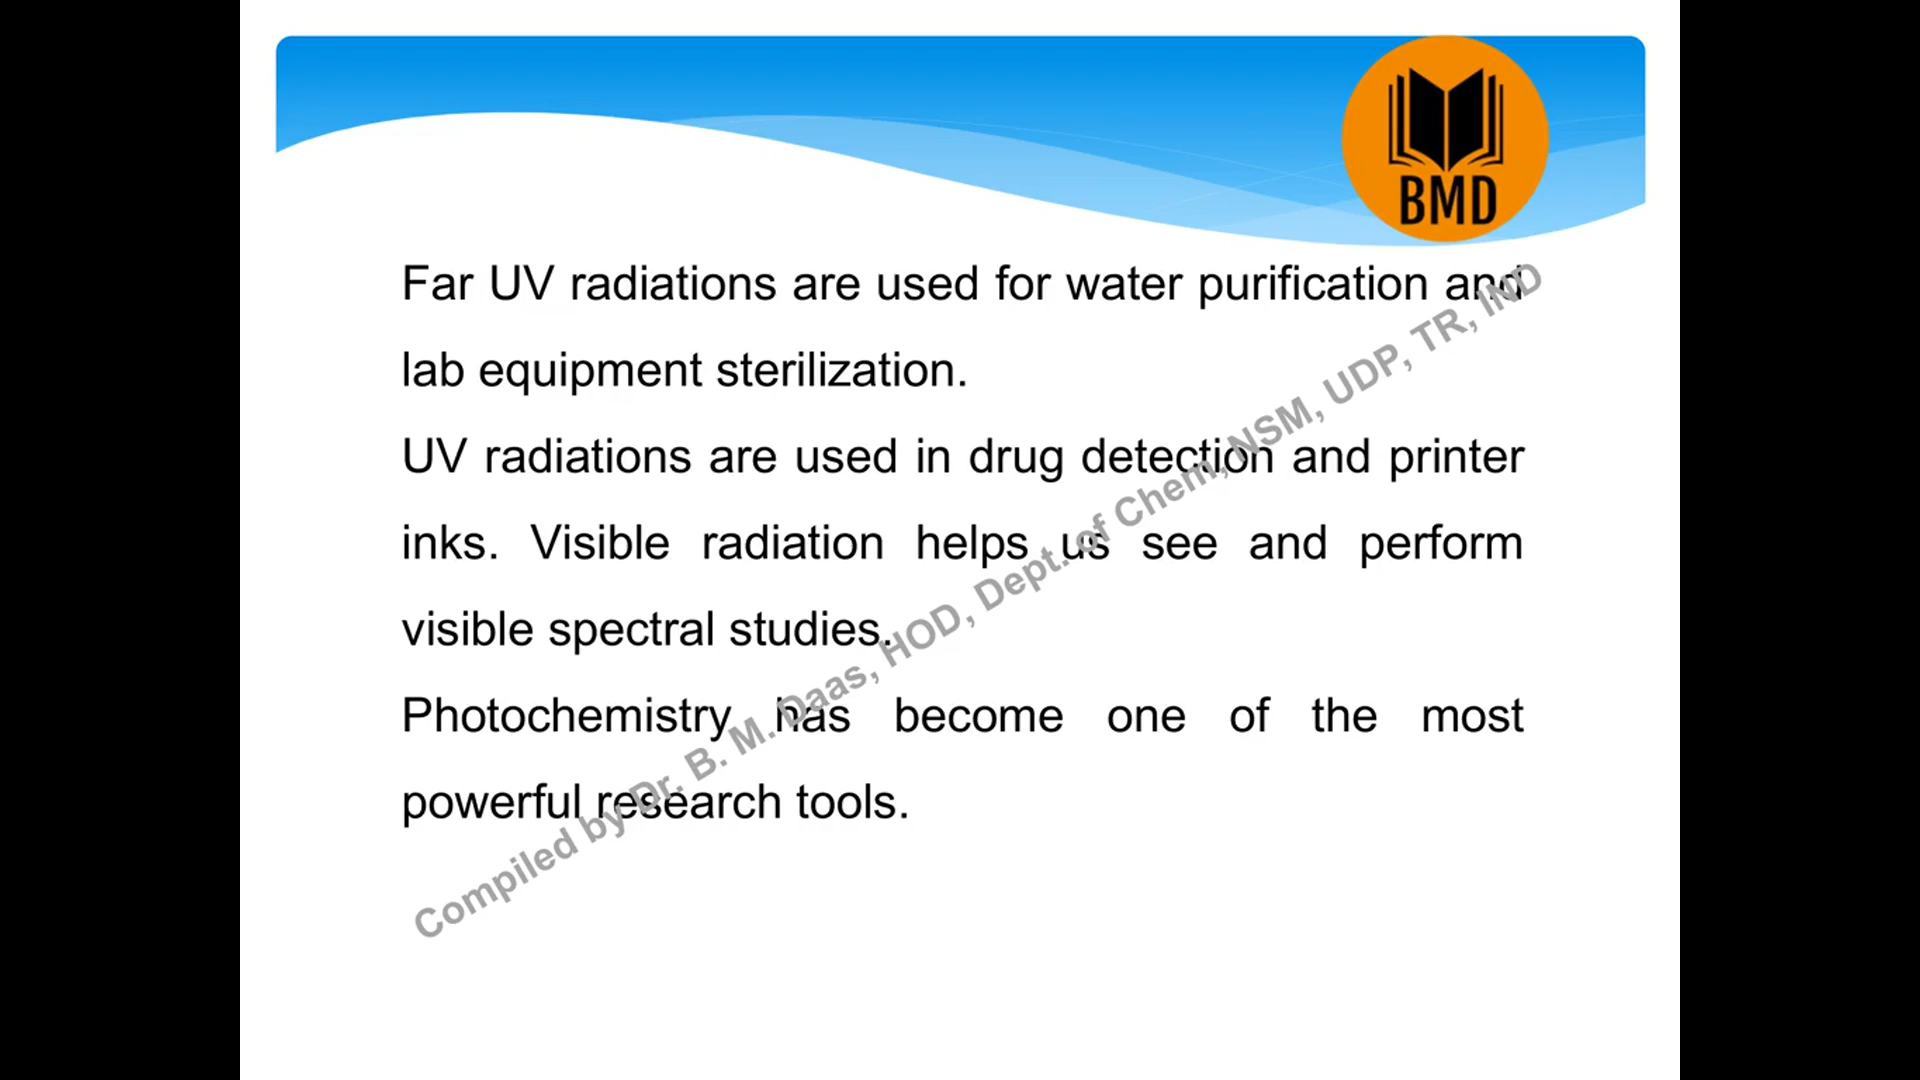 BMD
Far UV radiations are used for water purification and
lab equipment sterilization.
UV radiations are used in drug detection and printer
inks. Visible radiation helps us see and perform
visible spectral studies.
Photochemistry has become one of the most
powerful research tools.
Compiled by Dr. B. M. Daas, HOD, Dept. of Chem, NSM, UDP, TR, IND